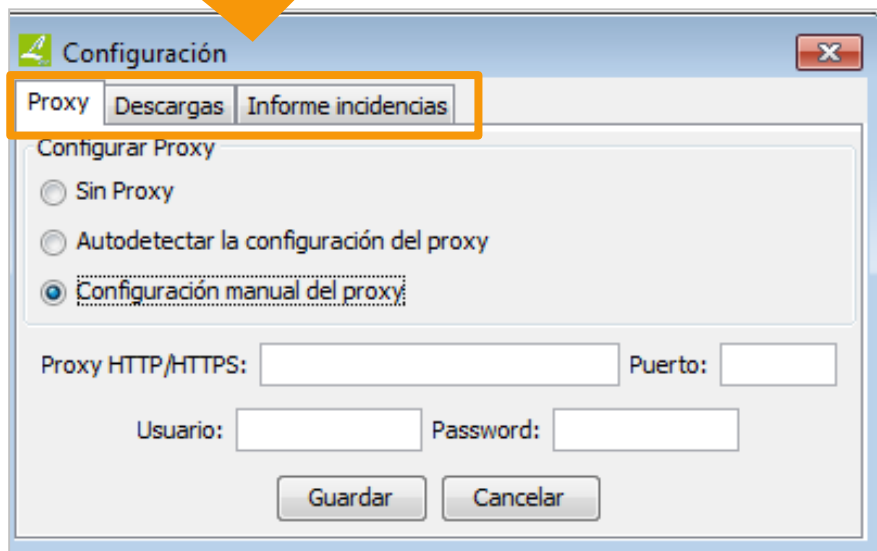 Configuración
Proxy Descargas Informe incidencias
Configurar Proxy
Sin Proxy
Autodetectar la configuración del proxy
Configuración manual del proxy
Proxy HTTP/HTTPS: Puerto:
Usuario: Password:
Guardar Cancelar